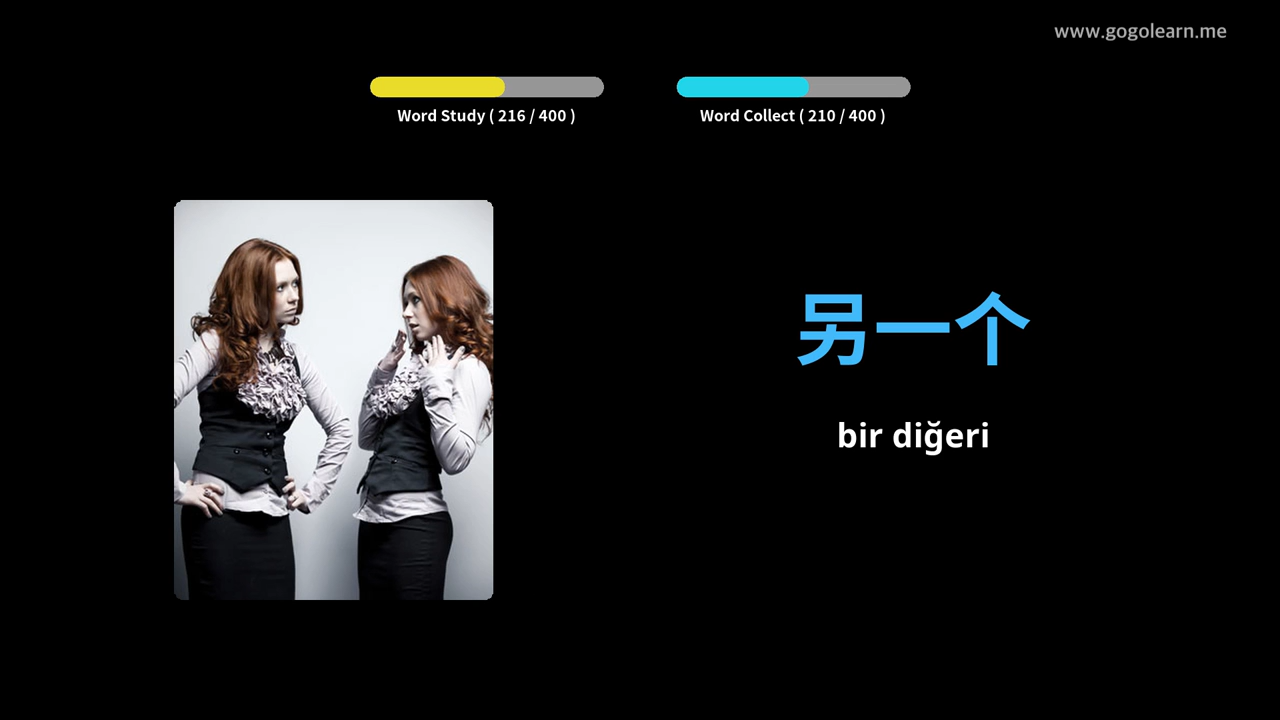 www.gogolearn.me
Word Study ( 216 / 400 )
Word Collect ( 210 / 400 )
另一个
bir diğeri